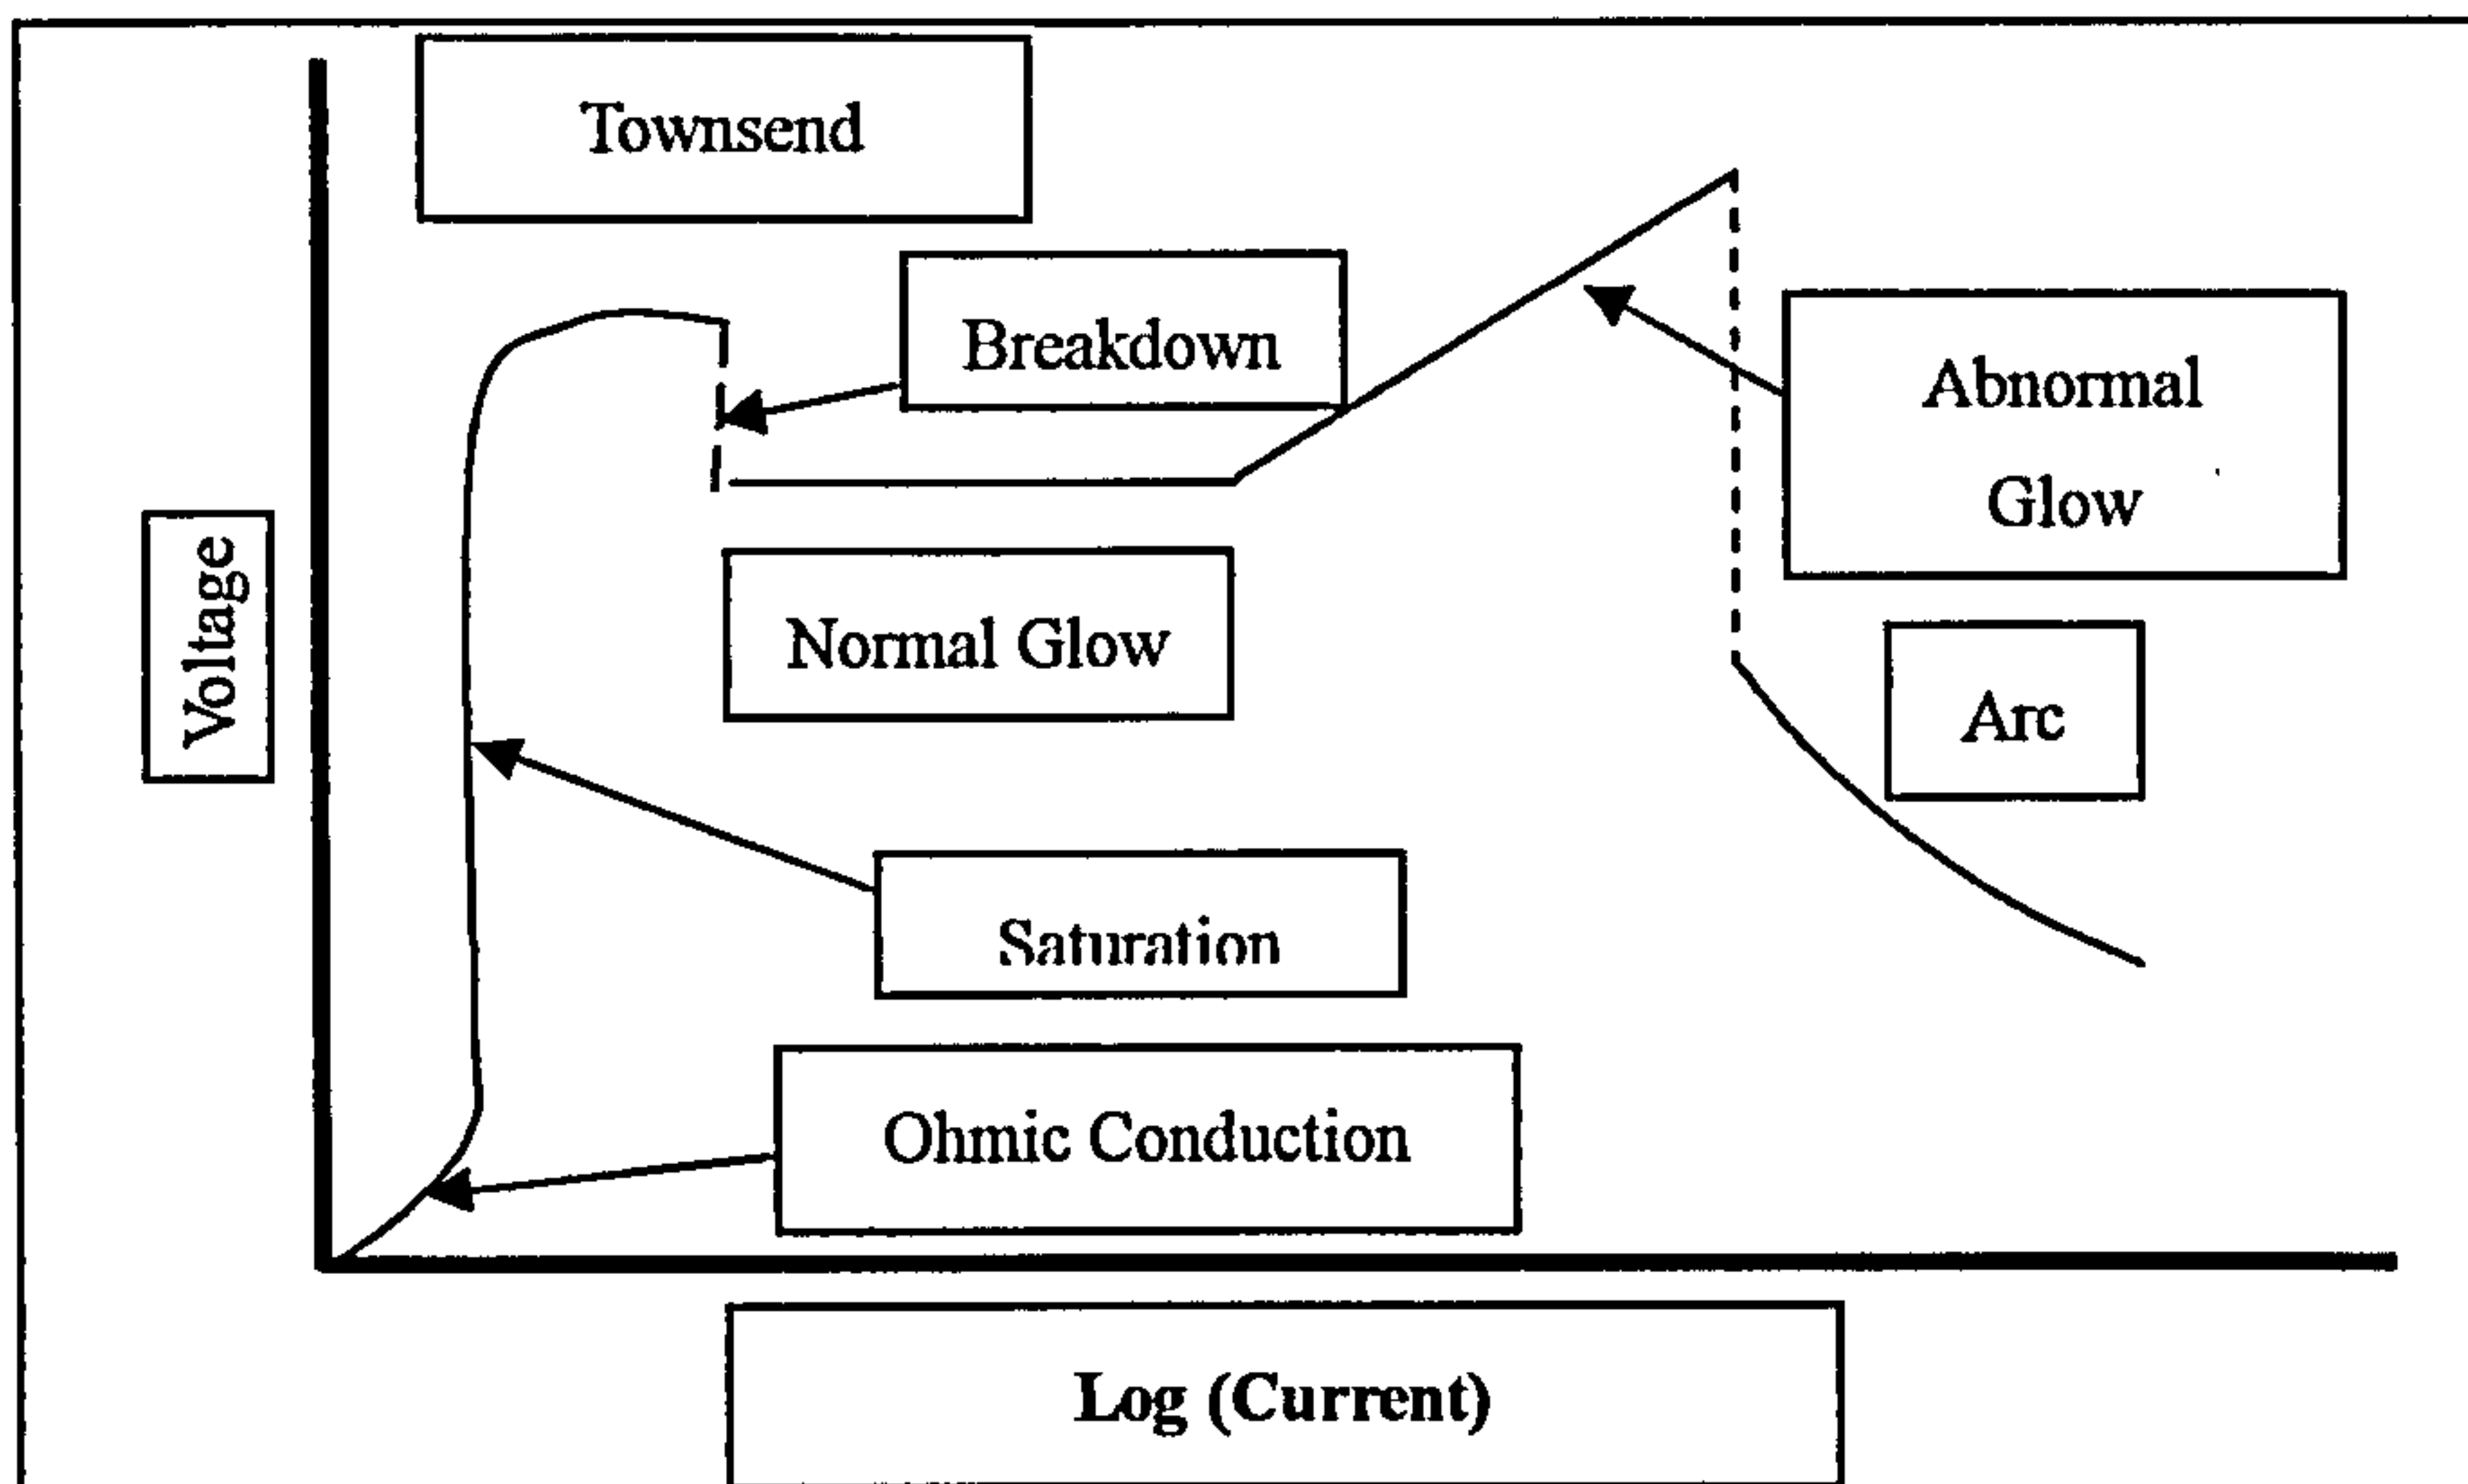 Townsend
Breakdown
Abnormal
Glow
Voltage
Normal Glow
Arc
Saturation
Ohmic Conduction
Log (Current)